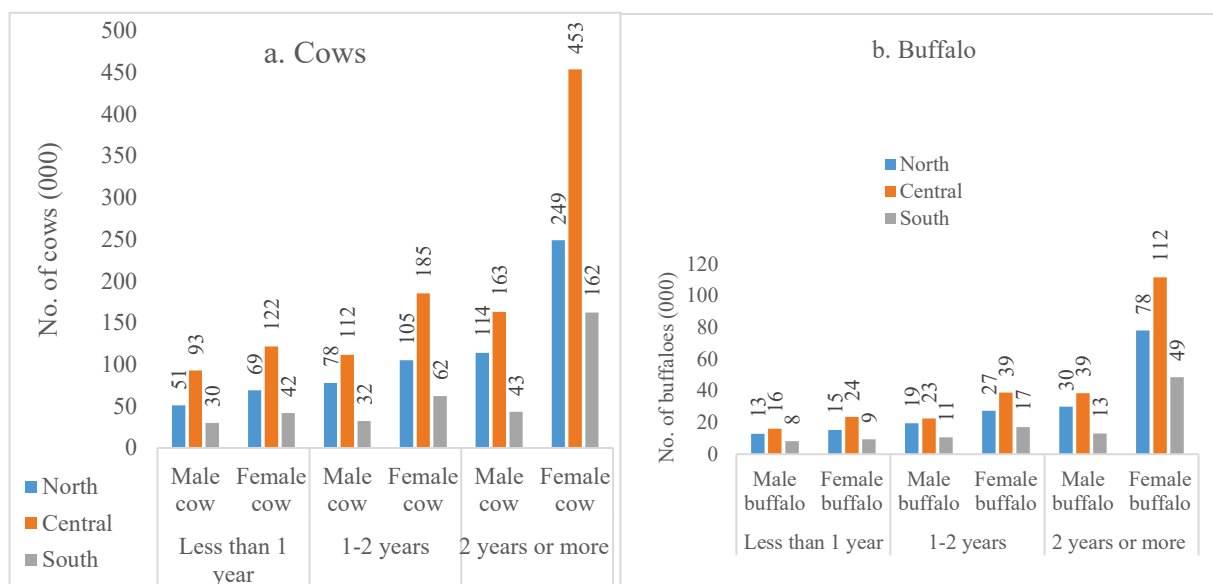 a. Cows
No. of cows (000)
500
450
400
350
300
250
200
150
100
50
0
51 93 30 69 122 42 78 112 32 105 185 62 114 163 43 249 453 162
Male cow Female cow Male cow Female cow Male cow Female cow
Less than 1 year 1-2 years 2 years or more
North
Central
South
b. Buffalo
North
Central
South
No. of buffaloes (000)
120
100
80
60
40
20
0
13 16 8 15 24 9 19 23 11 27 39 17 30 39 13 78 112 49
Male buffalo Female buffalo Male buffalo Female buffalo Male buffalo Female buffalo
Less than 1 year 1-2 years 2 years or more